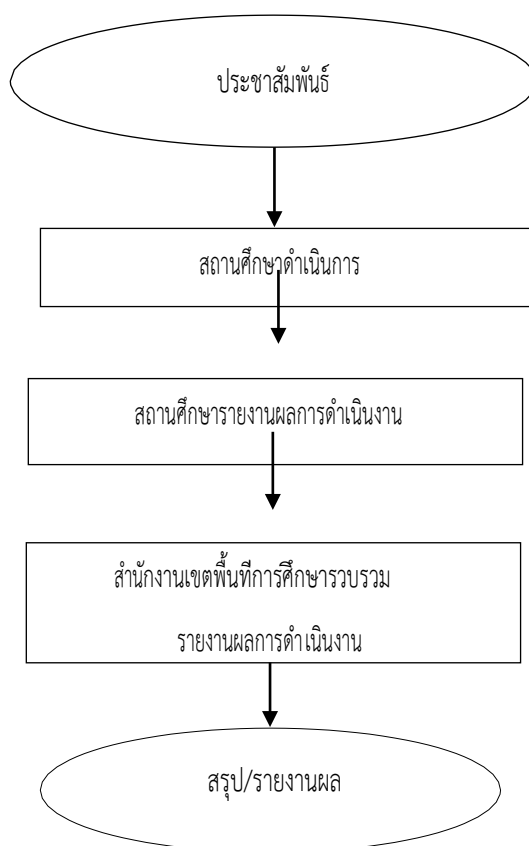 ประชาสัมพันธ์
สถานศึกษาดำเนินการ
สถานศึกษารายงานผลการดำเนินงาน
สำนักงานเขตพื้นที่การศึกษารวบรวม
รายงานผลการดำเนินงาน
สรุป/รายงานผล